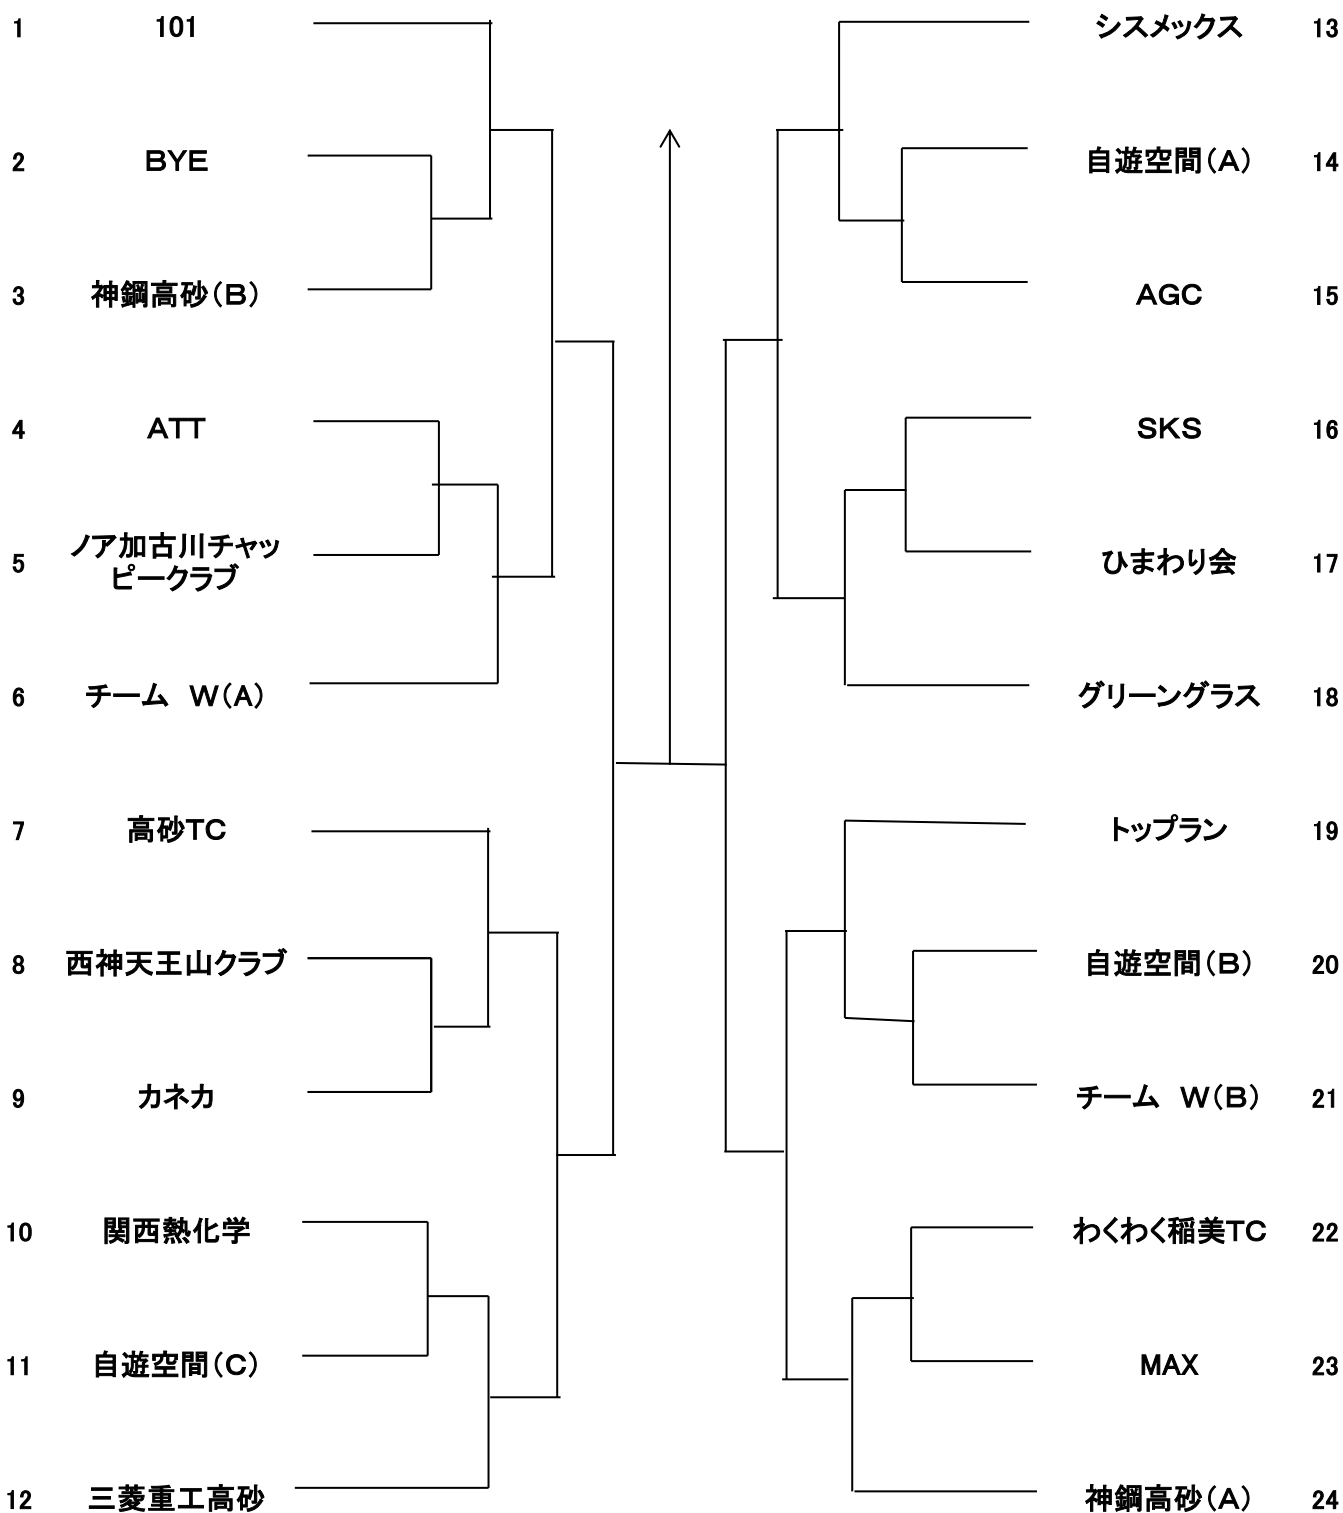 1 101
2 BYE
3 神鋼高砂(B)
4 ATT
5 ノア加古川チャッ
ピークラブ
6 チーム　W(A)
7 高砂TC
8 西神天王山クラブ
9 カネカ
10 関西熱化学
11 自遊空間(C)
12 三菱重工高砂
シスメックス 13
自遊空間(A) 14
AGC 15
SKS 16
ひまわり会 17
グリーングラス 18
トップラン 19
自遊空間(B) 20
チーム　W(B) 21
わくわく稲美TC 22
MAX 23
神鋼高砂(A) 24